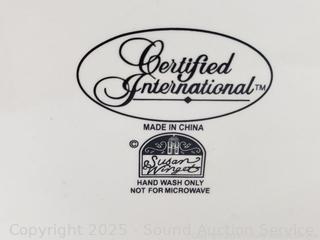 Certified
International™
MADE IN CHINA
©
Susan
Winget
HAND WASH ONLY
NOT FOR MICROWAVE
Copyright 2025 - Sound Auction Service